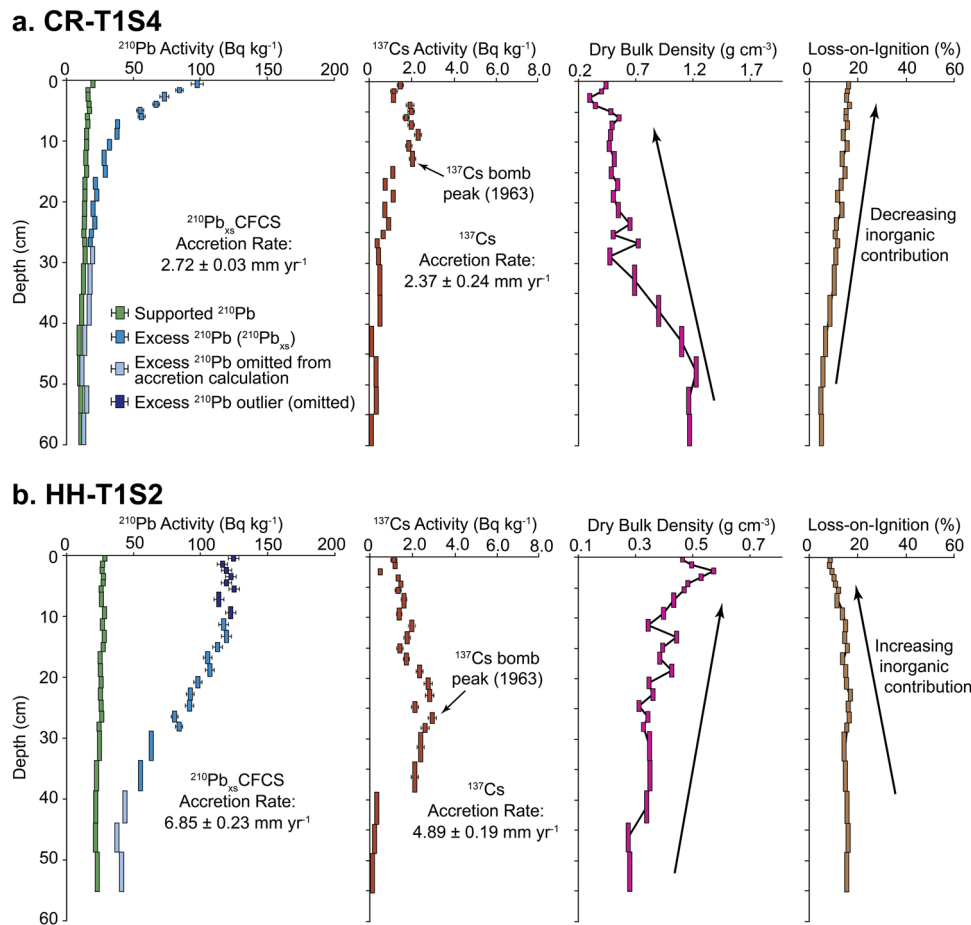 a. CR-T1S4
210Pb Activity (Bq kg-1)
137Cs Activity (Bq kg-1)
Dry Bulk Density (g cm-3)
Loss-on-Ignition (%)
0 50 100 150 200
0 2.0 4.0 6.0 8.0
0.2 0.7 1.2 1.7
0 20 40 60
0
10
20
30
40
50
60
Depth (cm)
210PbxsCFCS
Accretion Rate:
2.72 ± 0.03 mm yr-1
Supported 210Pb
Excess 210Pb (210Pbxs)
Excess 210Pb omitted from
accretion calculation
Excess 210Pb outlier (omitted)
137Cs bomb
peak (1963)
137Cs
Accretion Rate:
2.37 ± 0.24 mm yr-1
Decreasing
inorganic
contribution
b. HH-T1S2
210Pb Activity (Bq kg-1)
137Cs Activity (Bq kg-1)
Dry Bulk Density (g cm-3)
Loss-on-Ignition (%)
0 50 100 150 200
0 2.0 4.0 6.0 8.0
0.1 0.3 0.5 0.7
0 20 40 60
0
10
20
30
40
50
60
Depth (cm)
210PbxsCFCS
Accretion Rate:
6.85 ± 0.23 mm yr-1
137Cs bomb
peak (1963)
137Cs
Accretion Rate:
4.89 ± 0.19 mm yr-1
Increasing
inorganic
contribution